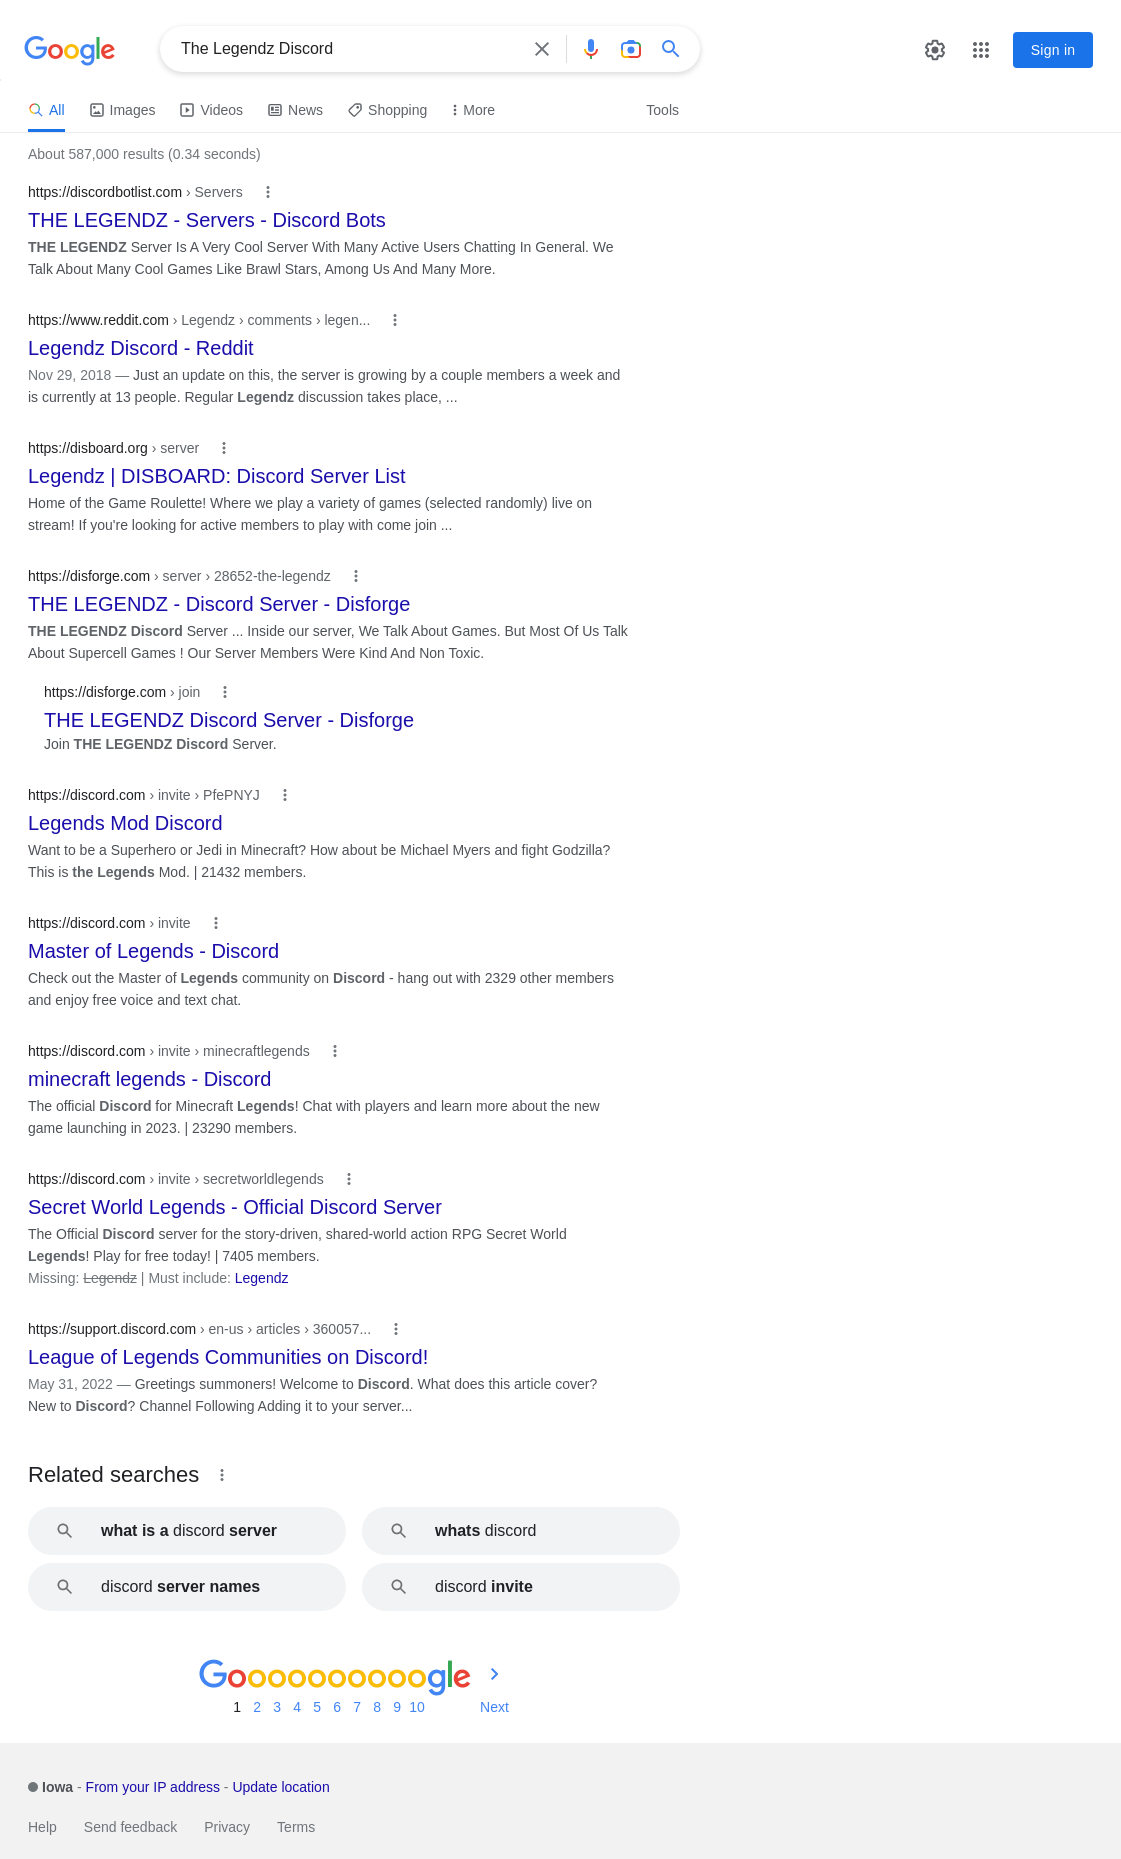 Google
The Legendz Discord
Sign in
All Images Videos News Shopping More Tools
About 587,000 results (0.34 seconds)
https://discordbotlist.com › Servers
THE LEGENDZ - Servers - Discord Bots
THE LEGENDZ Server Is A Very Cool Server With Many Active Users Chatting In General. We
Talk About Many Cool Games Like Brawl Stars, Among Us And Many More.
https://www.reddit.com › Legendz › comments › legen...
Legendz Discord - Reddit
Nov 29, 2018 — Just an update on this, the server is growing by a couple members a week and
is currently at 13 people. Regular Legendz discussion takes place, ...
https://disboard.org › server
Legendz | DISBOARD: Discord Server List
Home of the Game Roulette! Where we play a variety of games (selected randomly) live on
stream! If you're looking for active members to play with come join ...
https://disforge.com › server › 28652-the-legendz
THE LEGENDZ - Discord Server - Disforge
THE LEGENDZ Discord Server ... Inside our server, We Talk About Games. But Most Of Us Talk
About Supercell Games ! Our Server Members Were Kind And Non Toxic.
https://disforge.com › join
THE LEGENDZ Discord Server - Disforge
Join THE LEGENDZ Discord Server.
https://discord.com › invite › PfePNYJ
Legends Mod Discord
Want to be a Superhero or Jedi in Minecraft? How about be Michael Myers and fight Godzilla?
This is the Legends Mod. | 21432 members.
https://discord.com › invite
Master of Legends - Discord
Check out the Master of Legends community on Discord - hang out with 2329 other members
and enjoy free voice and text chat.
https://discord.com › invite › minecraftlegends
minecraft legends - Discord
The official Discord for Minecraft Legends! Chat with players and learn more about the new
game launching in 2023. | 23290 members.
https://discord.com › invite › secretworldlegends
Secret World Legends - Official Discord Server
The Official Discord server for the story-driven, shared-world action RPG Secret World
Legends! Play for free today! | 7405 members.
Missing: Legendz | Must include: Legendz
https://support.discord.com › en-us › articles › 360057...
League of Legends Communities on Discord!
May 31, 2022 — Greetings summoners! Welcome to Discord. What does this article cover?
New to Discord? Channel Following Adding it to your server...
Related searches
what is a discord server
whats discord
discord server names
discord invite
Goooooooooogle
1 2 3 4 5 6 7 8 9 10 Next
Iowa - From your IP address - Update location
Help Send feedback Privacy Terms